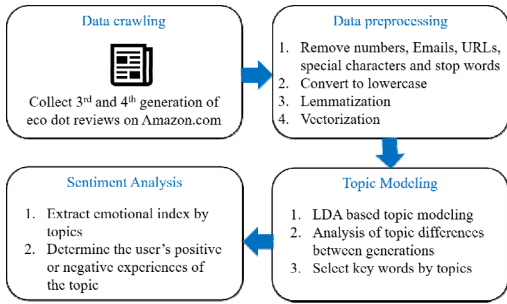 Data crawling
Collect 3rd and 4th generation of
eco dot reviews on Amazon.com
Data preprocessing
1. Remove numbers, Emails, URLs,
special characters and stop words
2. Convert to lowercase
3. Lemmatization
4. Vectorization
Sentiment Analysis
1. Extract emotional index by
topics
2. Determine the user's positive
or negative experiences of
the topic
Topic Modeling
1. LDA based topic modeling
2. Analysis of topic differences
between generations
3. Select key words by topics